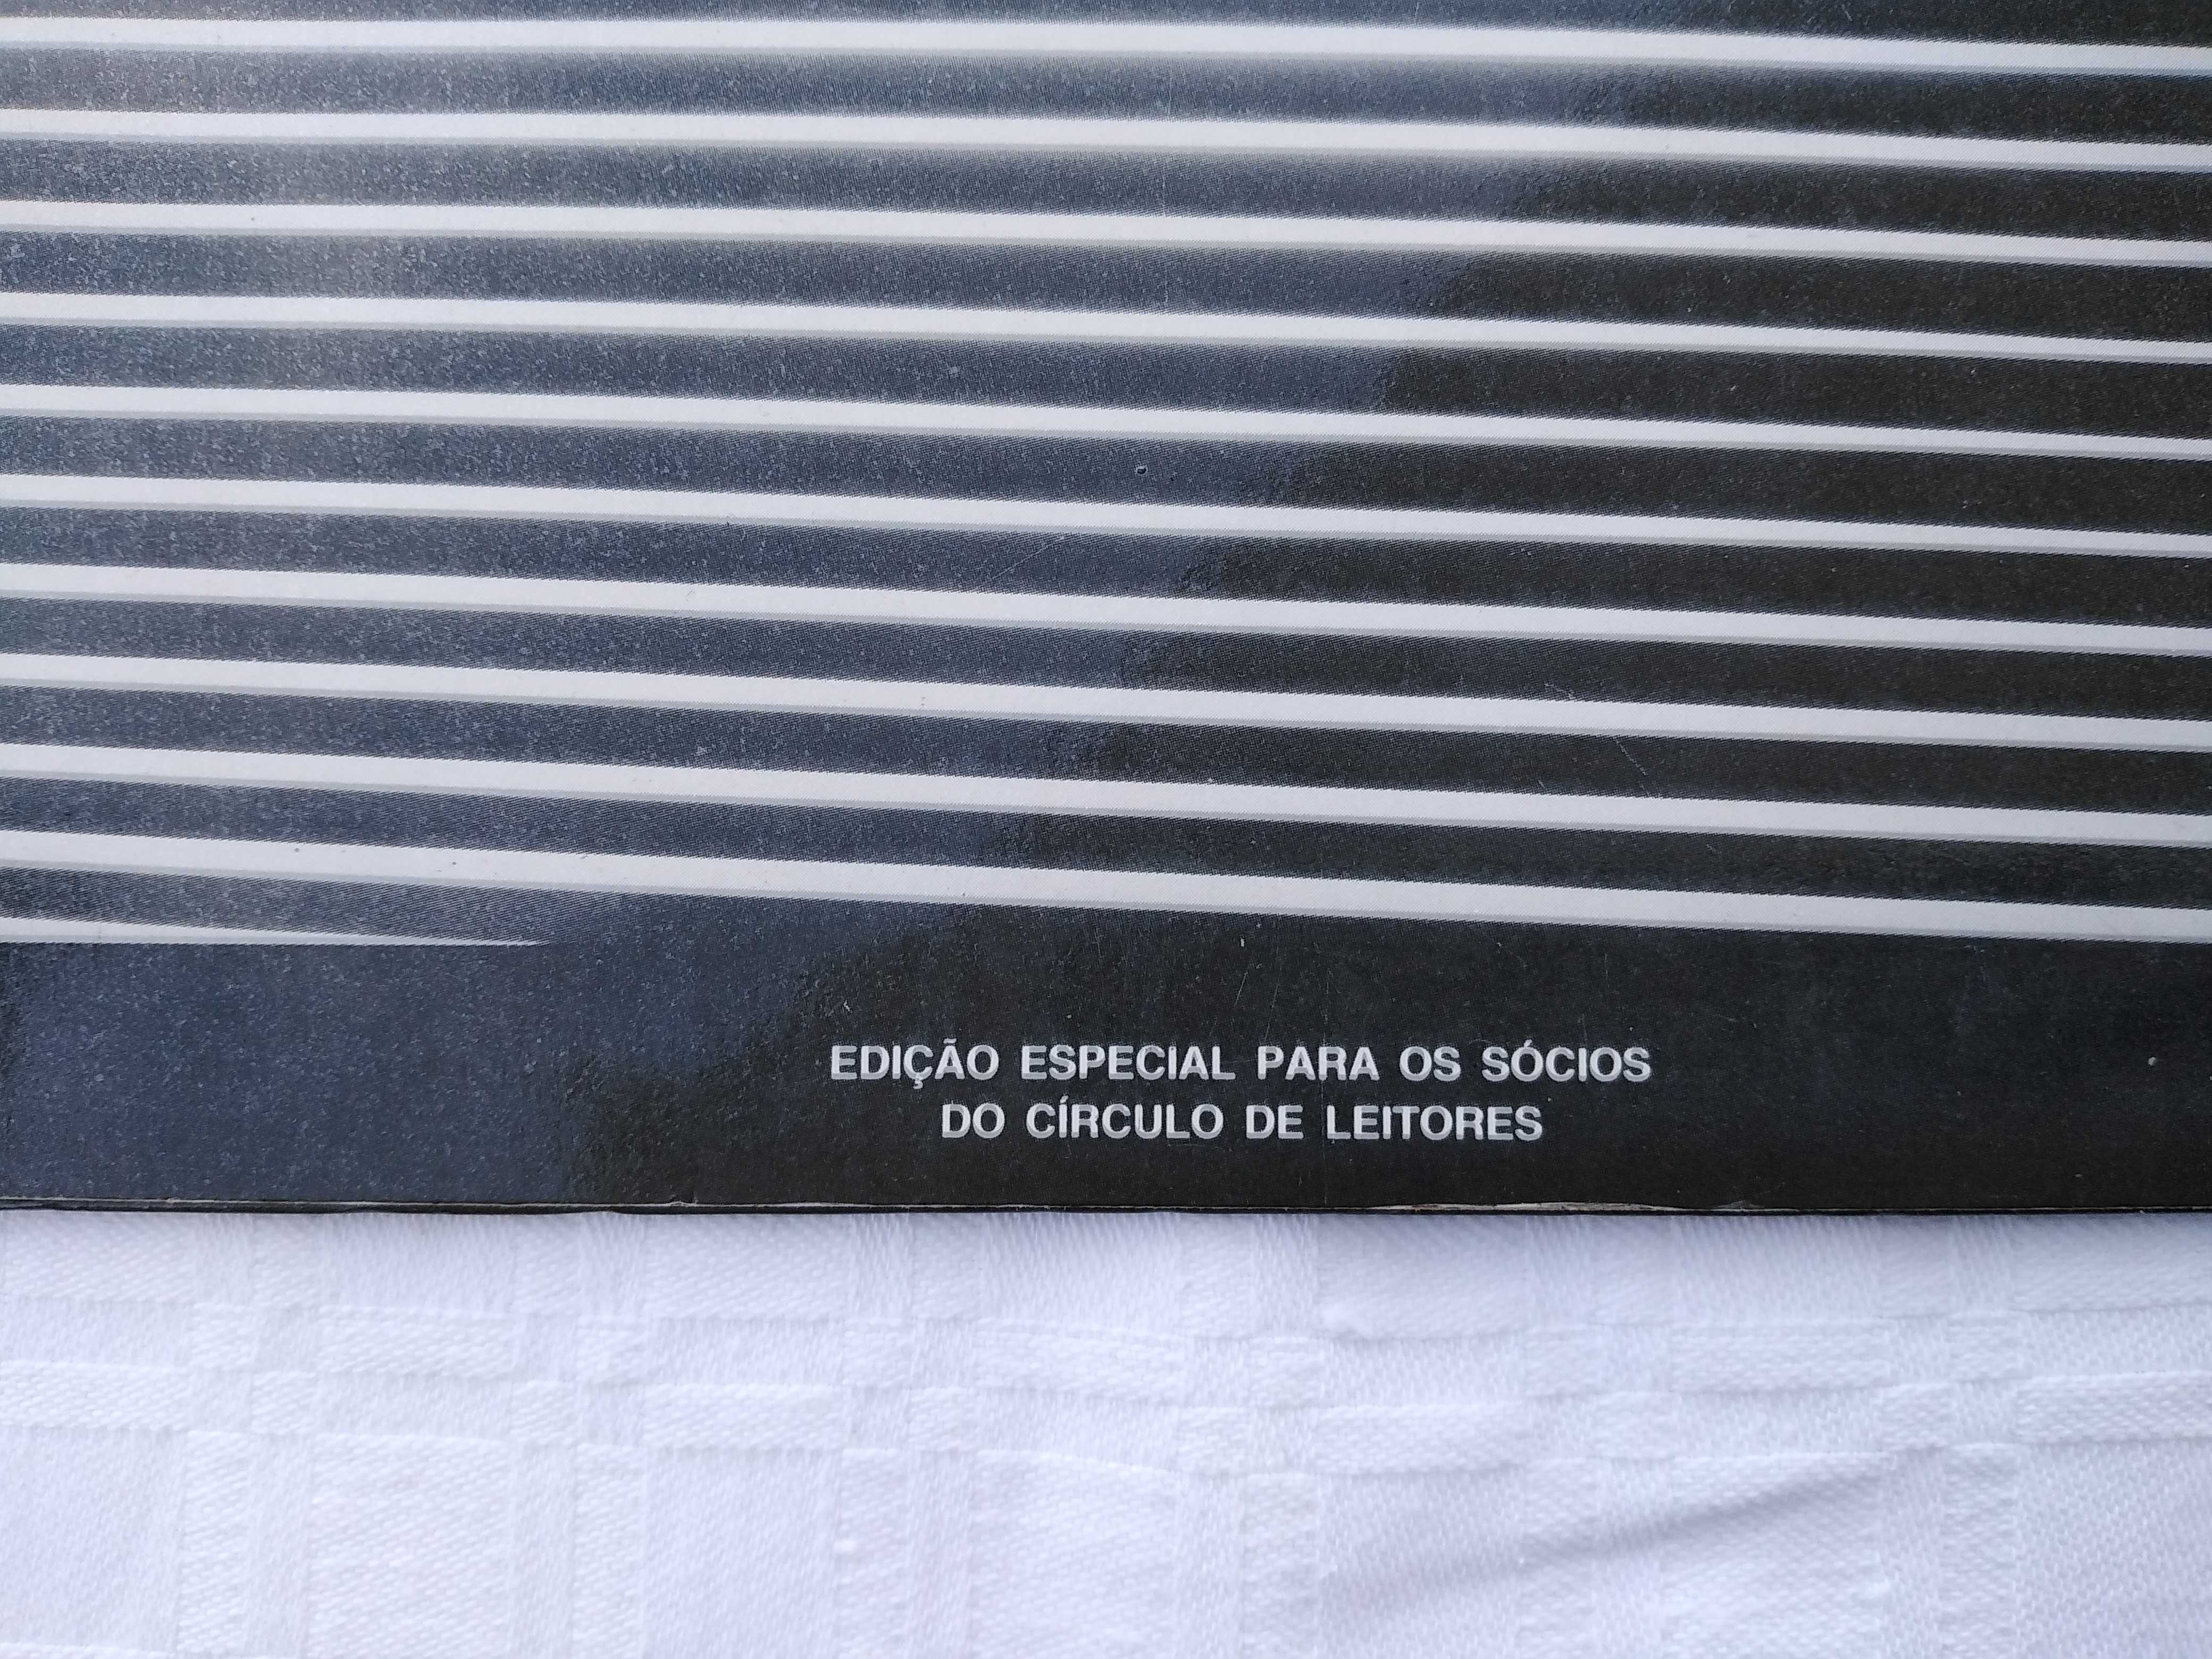 EDIÇÃO ESPECIAL PARA OS SÓCIOS
DO CÍRCULO DE LEITORES